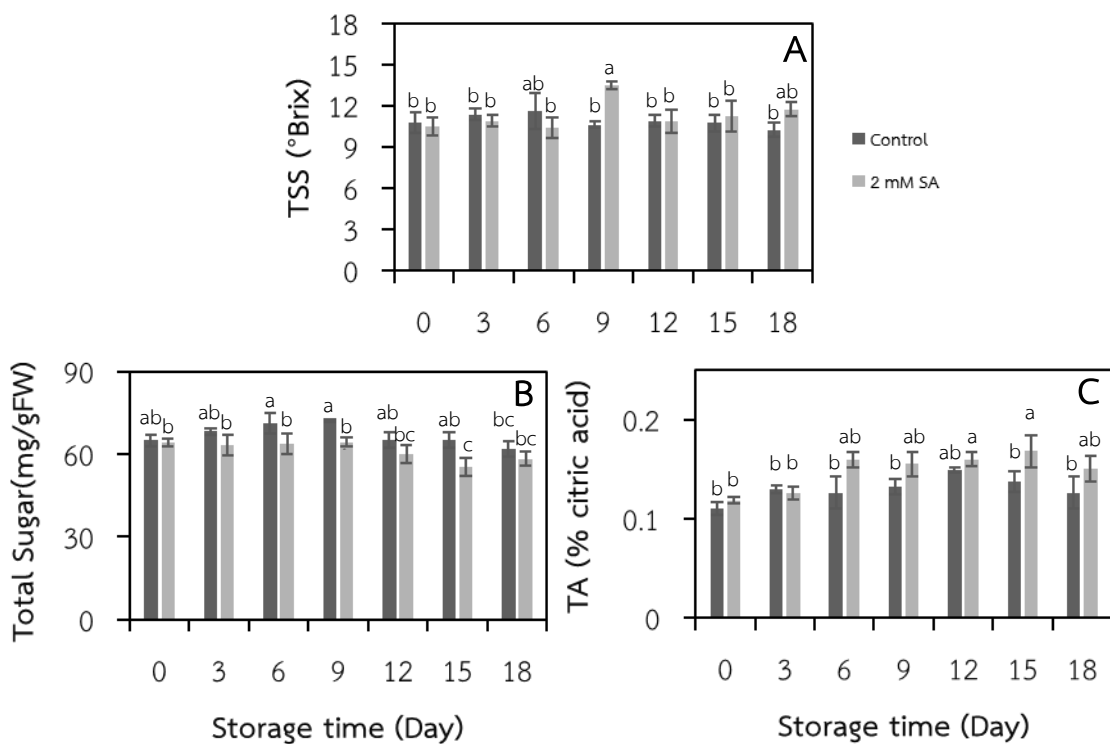 A
TSS (°Brix)
18
15
12
9
6
3
0
b b b b ab b b a b b b b b ab
0 3 6 9 12 15 18
Control
2 mM SA
B
Total Sugar(mg/gFW)
90
60
30
0
ab b ab b a b a b ab bc ab c bc bc
0 3 6 9 12 15 18
Storage time (Day)
C
TA (% citric acid)
0.2
0.1
0
b b b b b ab b ab ab a b a b ab
0 3 6 9 12 15 18
Storage time (Day)